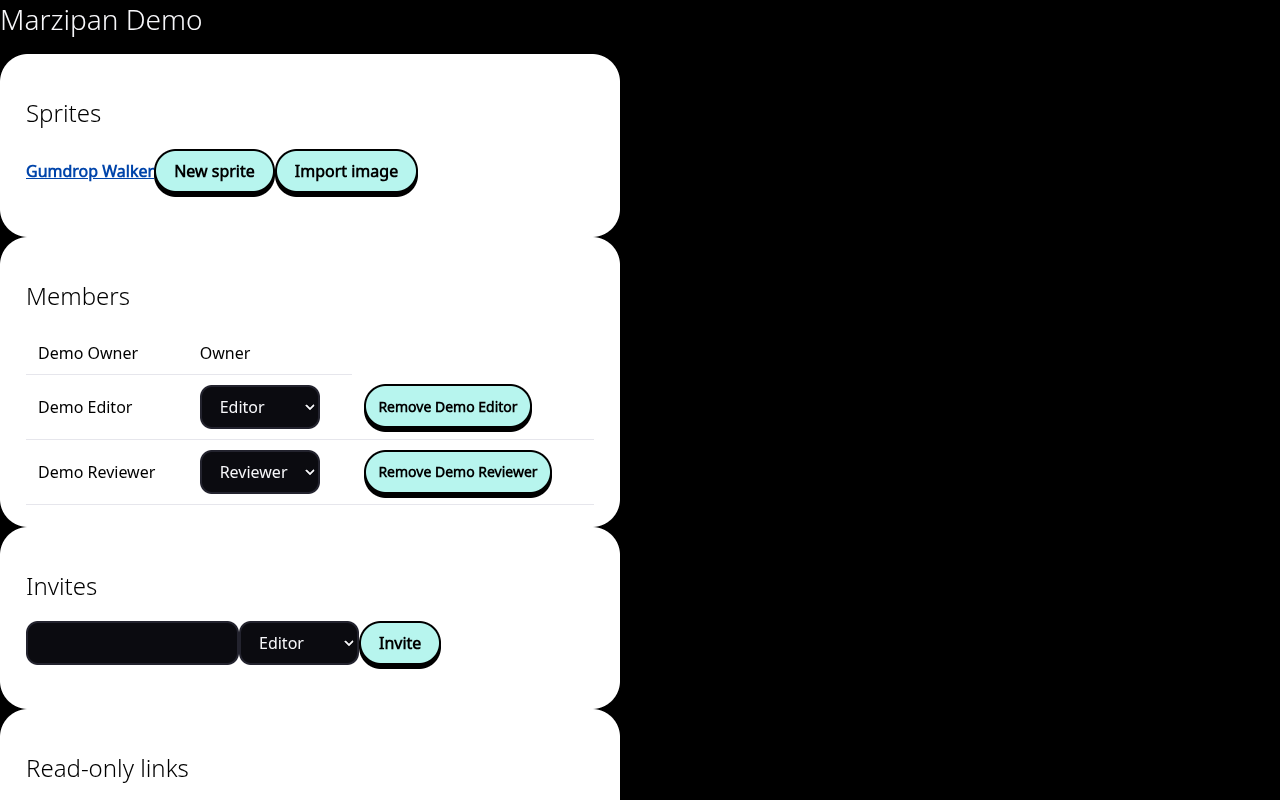 Marzipan Demo
Sprites
Gumdrop Walker New sprite Import image
Members
Demo Owner Owner
Demo Editor Editor Remove Demo Editor
Demo Reviewer Reviewer Remove Demo Reviewer
Invites
Editor Invite
Read-only links